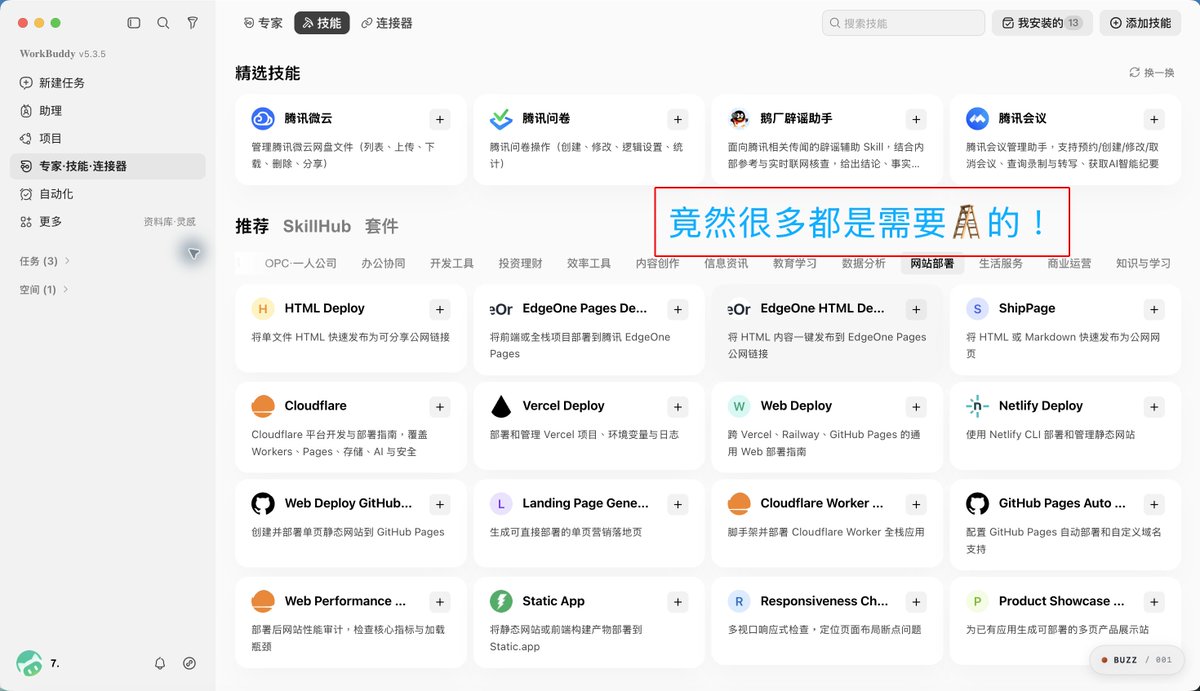 专家
技能
连接器
搜索技能
我安装的 13
添加技能
WorkBuddy v5.3.5
新建任务
助理
项目
专家·技能·连接器
自动化
更多
资料库·灵感
任务 (3)
空间 (1)
7.
精选技能
换一换
腾讯微云
管理腾讯微云网盘文件（列表、上传、下
载、删除、分享）
腾讯问卷
腾讯问卷操作（创建、修改、逻辑设置、统
计）
鹅厂辟谣助手
面向腾讯相关传闻的辟谣辅助 Skill，结合内
部参考与实时联网核查，给出结论、事实...
腾讯会议
腾讯会议管理助手，支持预约/创建/修改/取
消会议、查询录制与转写、获取AI智能纪要
竟然很多都是需要🪜的！
推荐
SkillHub
套件
OPC·一人公司
办公协同
开发工具
投资理财
效率工具
内容创作
信息资讯
教育学习
数据分析
网站部署
生活服务
商业运营
知识与学习
H
HTML Deploy
将单文件 HTML 快速发布为可分享公网链接
eOr
EdgeOne Pages De...
将前端或全栈项目部署到腾讯 EdgeOne
Pages
eOr
EdgeOne HTML De...
将 HTML 内容一键发布到 EdgeOne Pages
公网链接
S
ShipPage
将 HTML 或 Markdown 快速发布为公网网
页
Cloudflare
Cloudflare 平台开发与部署指南，覆盖
Workers、Pages、存储、AI 与安全
Vercel Deploy
部署和管理 Vercel 项目、环境变量与日志
W
Web Deploy
跨 Vercel、Railway、GitHub Pages 的通
用 Web 部署指南
n
Netlify Deploy
使用 Netlify CLI 部署和管理静态网站
Web Deploy GitHub...
创建并部署单页静态网站到 GitHub Pages
L
Landing Page Gene...
生成可直接部署的单页营销落地页
Cloudflare Worker ...
脚手架并部署 Cloudflare Worker 全栈应用
GitHub Pages Auto ...
配置 GitHub Pages 自动部署和自定义域名
支持
Web Performance ...
部署后网站性能审计，检查核心指标与加载
瓶颈
Static App
将静态网站或前端构建产物部署到
Static.app
R
Responsiveness Ch...
多视口响应式检查，定位页面布局断点问题
P
Product Showcase ...
为已有应用生成可部署的多页产品展示站
BUZZ / 001